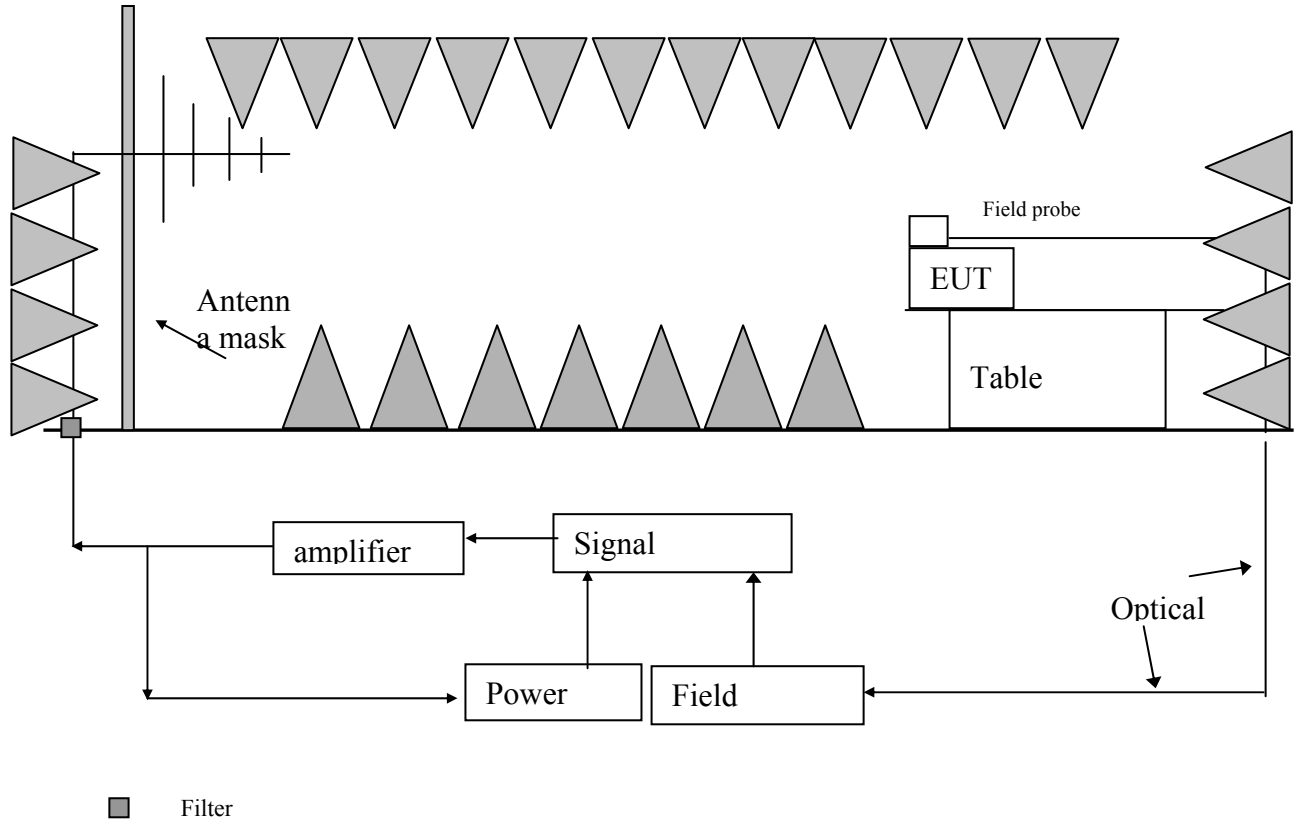 Field probe
EUT
Antenn
a mask
Table
Signal
amplifier
Optical
Power
Field
Filter